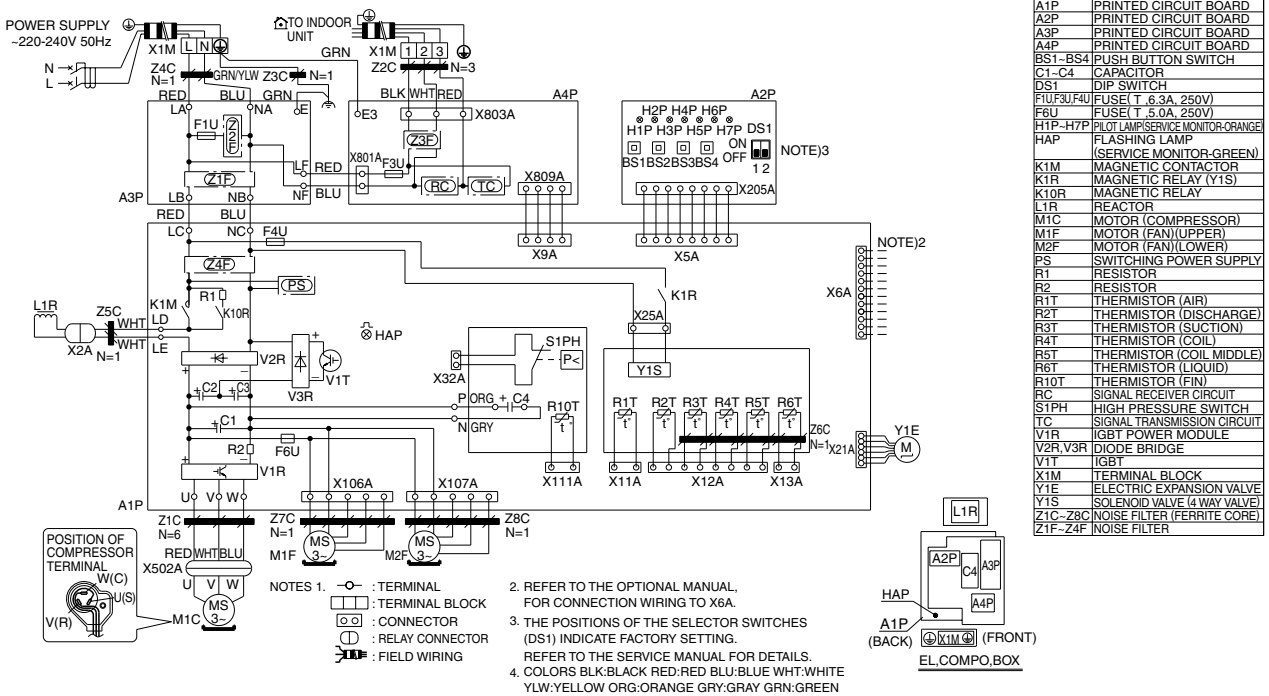 POWER SUPPLY
~220-240V 50Hz
N
L
X1M
L N
TO INDOOR
UNIT
X1M
1 2 3
GRN
Z4C
N=1
GRN/YLW
Z3C
N=1
Z2C
N=3
RED
BLU
GRN
LA
NA
E
E3
BLK
WHT
RED
A4P
X803A
F1U
Z2F
Z3F
LF
RED
X801A
F3U
NF
BLU
RC
TC
X809A
Z1F
A3P
LB
NB
A2P
H2P H4P H6P
H1P H3P H5P H7P
DS1
ON
OFF
1 2
NOTE)3
BS1 BS2 BS3 BS4
X205A
RED
BLU
LC
NC
F4U
X9A
X5A
NOTE)2
X6A
Z4F
PS
K1R
X25A
Y1S
L1R
X2A
Z5C
N=1
WHT
WHT
LD
LE
K1M
R1
K10R
HAP
V2R
+
−
V3R
+
−
V1T
+
C2
+
C3
X32A
S1PH
P<
P
ORG
+
C4
N
GRY
R10T
t°
X111A
R1T
R2T
R3T
R4T
R5T
R6T
t°
t°
t°
t°
t°
t°
Z6C
N=1
X11A
X12A
X13A
X21A
Y1E
M
+
C1
R2
F6U
+
−
V1R
A1P
U
V
W
X106A
X107A
Z1C
N=6
Z7C
N=1
Z8C
N=1
RED
WHT
BLU
X502A
U
V
W
MS
3~
M1C
MS
3~
M1F
MS
3~
M2F
POSITION OF
COMPRESSOR
TERMINAL
W(C)
U(S)
V(R)
NOTES 1.
: TERMINAL
: TERMINAL BLOCK
: CONNECTOR
: RELAY CONNECTOR
: FIELD WIRING
2. REFER TO THE OPTIONAL MANUAL,
FOR CONNECTION WIRING TO X6A.
3. THE POSITIONS OF THE SELECTOR SWITCHES
(DS1) INDICATE FACTORY SETTING.
REFER TO THE SERVICE MANUAL FOR DETAILS.
4. COLORS BLK:BLACK RED:RED BLU:BLUE WHT:WHITE
YLW:YELLOW ORG:ORANGE GRY:GRAY GRN:GREEN
L1R
A2P
C4
A3P
A4P
HAP
A1P
(BACK)
X1M
(FRONT)
EL,COMPO,BOX
A1P PRINTED CIRCUIT BOARD
A2P PRINTED CIRCUIT BOARD
A3P PRINTED CIRCUIT BOARD
A4P PRINTED CIRCUIT BOARD
BS1~BS4 PUSH BUTTON SWITCH
C1~C4 CAPACITOR
DS1 DIP SWITCH
F1U,F3U,F4U FUSE( T ,6.3A, 250V)
F6U FUSE( T ,5.0A, 250V)
H1P~H7P PILOT LAMP(SERVICE MONITOR-ORANGE)
HAP FLASHING LAMP
(SERVICE MONITOR-GREEN)
K1M MAGNETIC CONTACTOR
K1R MAGNETIC RELAY (Y1S)
K10R MAGNETIC RELAY
L1R REACTOR
M1C MOTOR (COMPRESSOR)
M1F MOTOR (FAN)(UPPER)
M2F MOTOR (FAN)(LOWER)
PS SWITCHING POWER SUPPLY
R1 RESISTOR
R2 RESISTOR
R1T THERMISTOR (AIR)
R2T THERMISTOR (DISCHARGE)
R3T THERMISTOR (SUCTION)
R4T THERMISTOR (COIL)
R5T THERMISTOR (COIL MIDDLE)
R6T THERMISTOR (LIQUID)
R10T THERMISTOR (FIN)
RC SIGNAL RECEIVER CIRCUIT
S1PH HIGH PRESSURE SWITCH
TC SIGNAL TRANSMISSION CIRCUIT
V1R IGBT POWER MODULE
V2R,V3R DIODE BRIDGE
V1T IGBT
X1M TERMINAL BLOCK
Y1E ELECTRIC EXPANSION VALVE
Y1S SOLENOID VALVE (4 WAY VALVE)
Z1C~Z8C NOISE FILTER (FERRITE CORE)
Z1F~Z4F NOISE FILTER